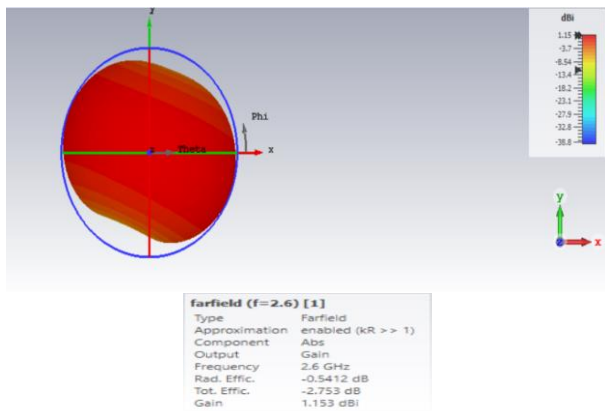 dBi
y
1.15
-3.7
-8.54
-13.4
-18.2
-23.1
-27.9
-32.8
-38.8
Phi
Theta
x
z
y
x
farfield (f=2.6) [1]
Type Farfield
Approximation enabled (kR >> 1)
Component Abs
Output Gain
Frequency 2.6 GHz
Rad. Effic. -0.5412 dB
Tot. Effic. -2.753 dB
Gain 1.153 dBi